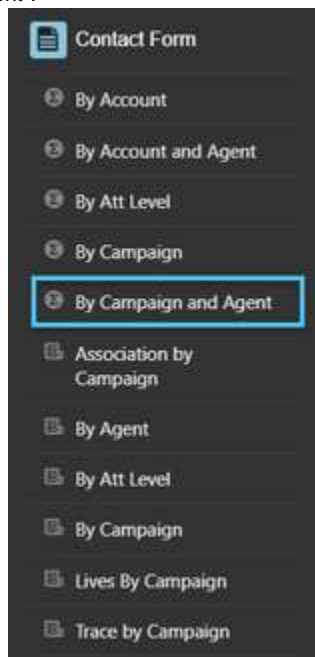 Contact Form
By Account
By Account and Agent
By Att Level
By Campaign
By Campaign and Agent
Association by
Campaign
By Agent
By Att Level
By Campaign
Lives By Campaign
Trace by Campaign